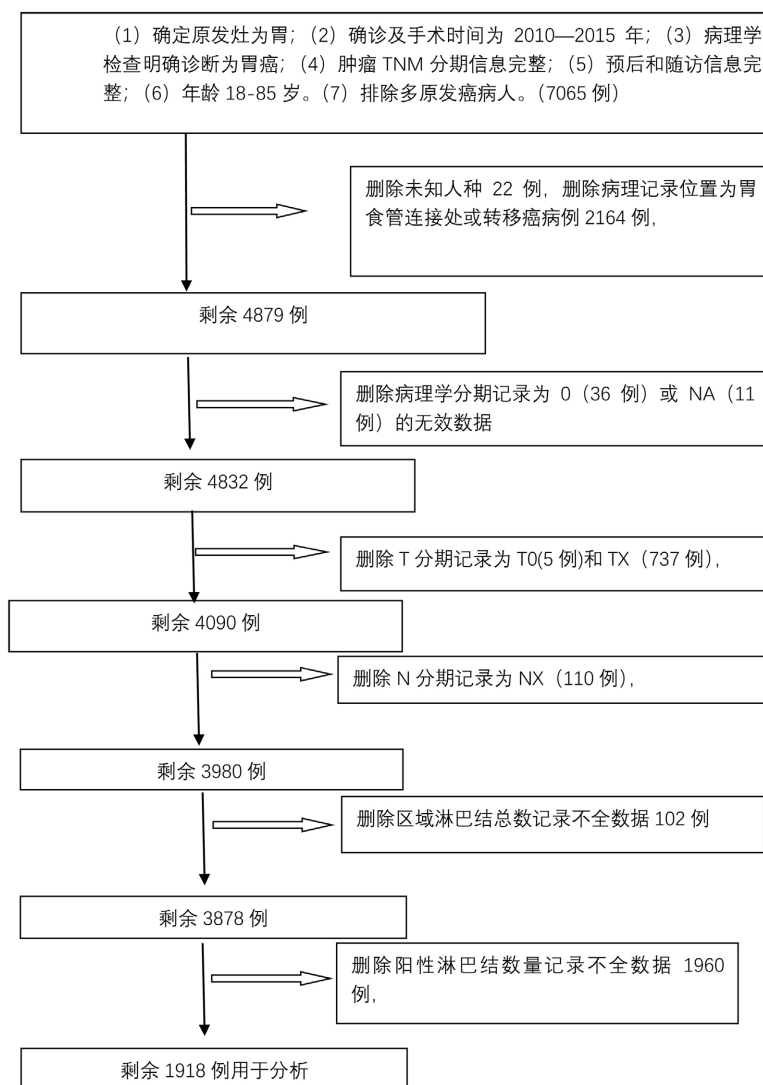 （1）确定原发灶为胃；（2）确诊及手术时间为 2010—2015 年；（3）病理学
检查明确诊断为胃癌；（4）肿瘤 TNM 分期信息完整；（5）预后和随访信息完
整；（6）年龄 18-85 岁。（7）排除多原发癌病人。（7065 例）
删除未知人种 22 例，删除病理记录位置为胃
食管连接处或转移癌病例 2164 例，
剩余 4879 例
删除病理学分期记录为 0（36 例）或 NA（11
例）的无效数据
剩余 4832 例
删除 T 分期记录为 T0(5 例)和 TX（737 例），
剩余 4090 例
删除 N 分期记录为 NX（110 例），
剩余 3980 例
删除区域淋巴结总数记录不全数据 102 例
剩余 3878 例
删除阳性淋巴结数量记录不全数据 1960
例，
剩余 1918 例用于分析